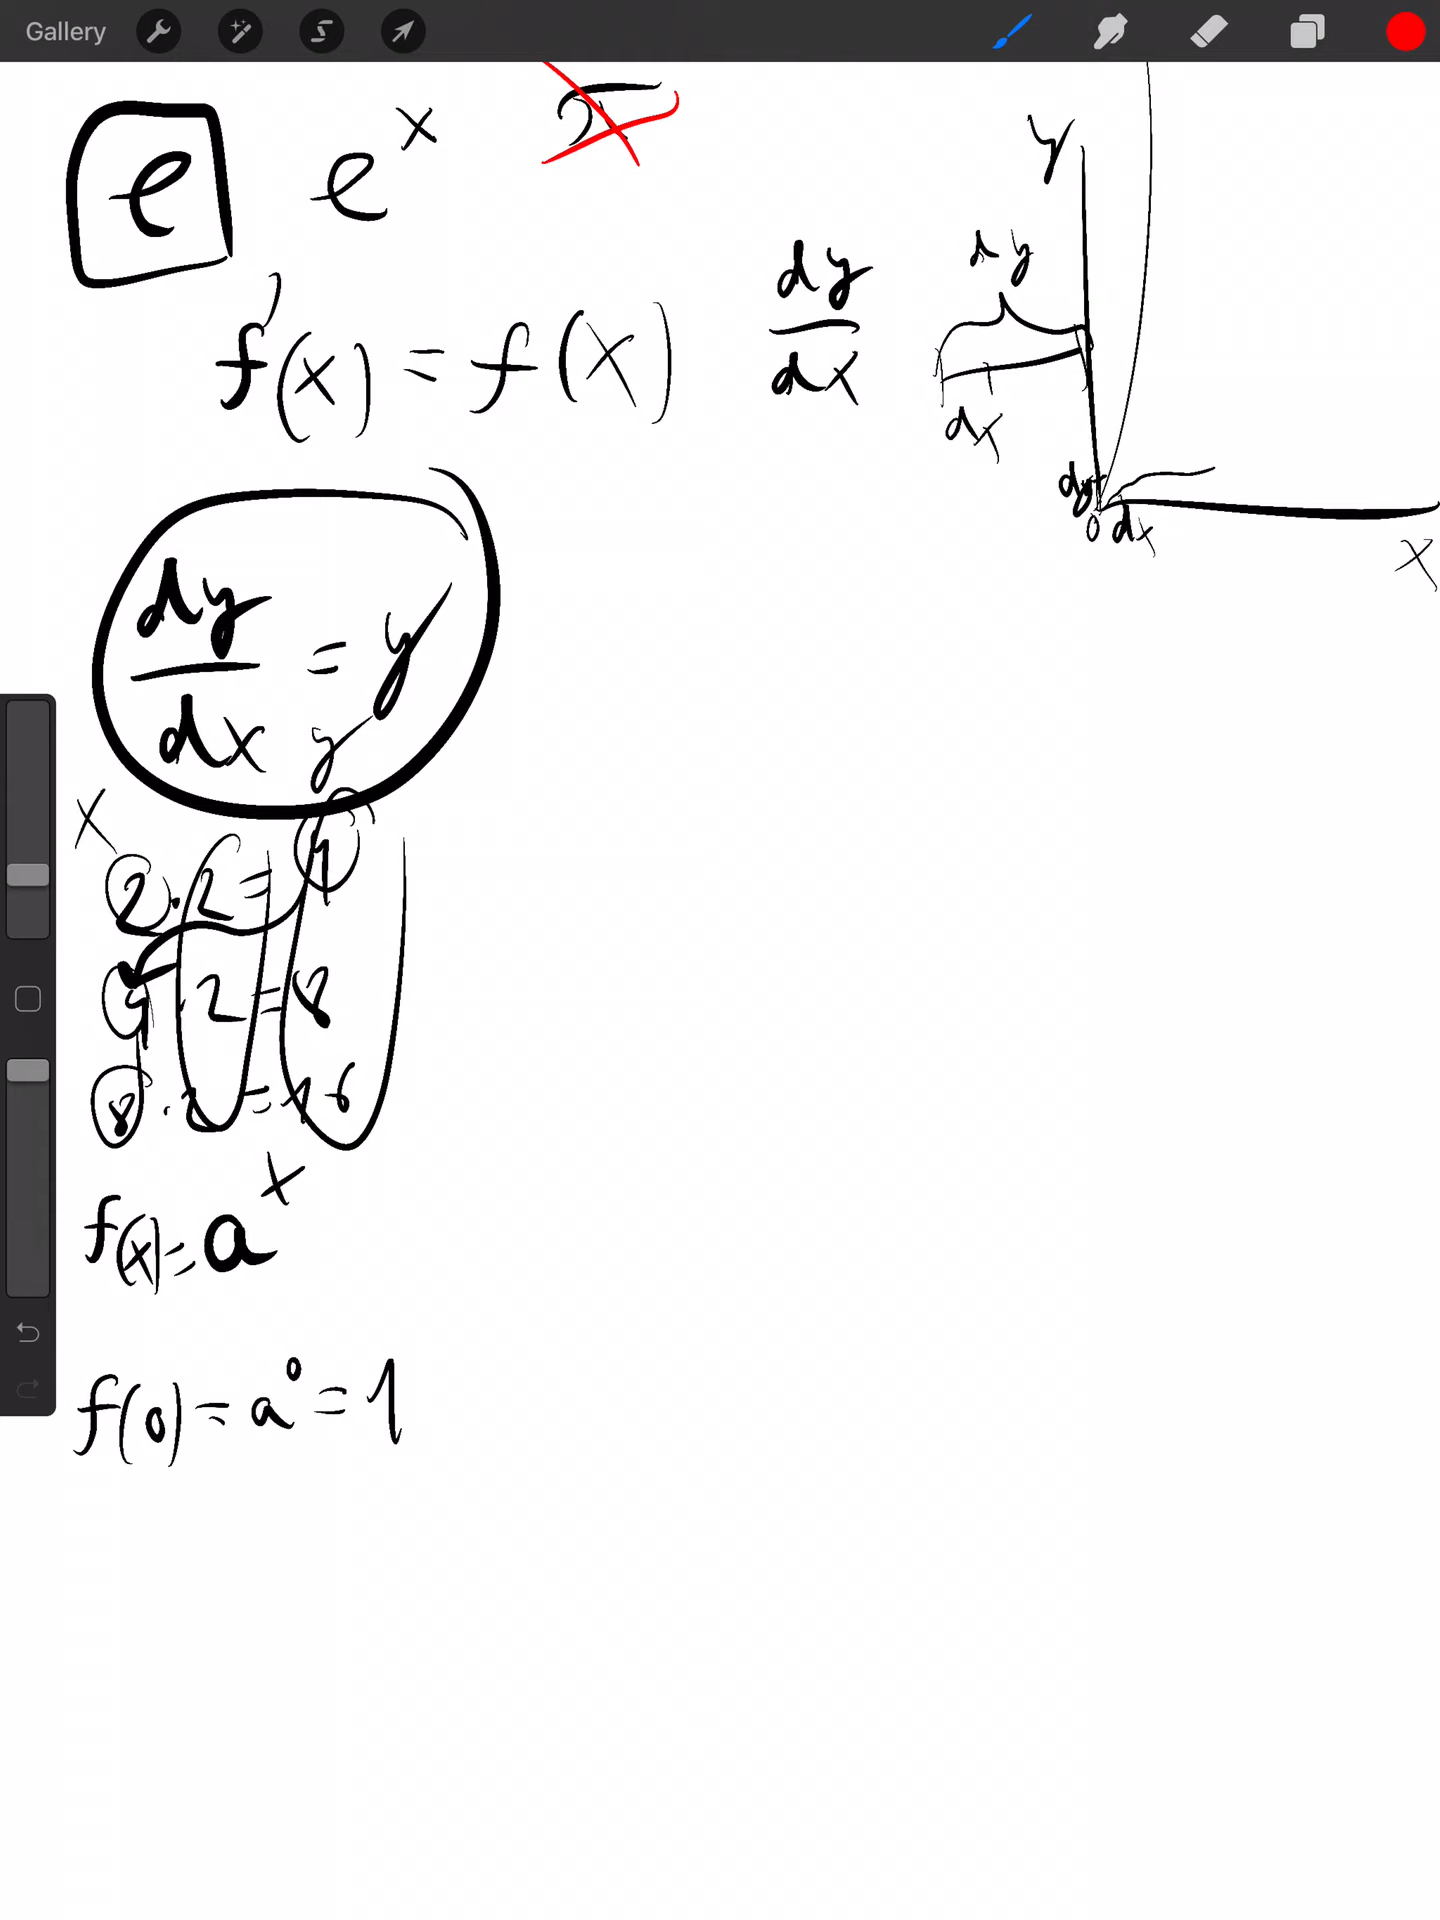 Gallery
e
e^x
π
f'(x) = f(x)
dy/dx
y
dy
dx
dy
0 dx
x
dy/dx = y
x y
2 · 2 = 4
4 · 2 = 8
8 · 2 = 16
f(x) = a^x
f(0) = a^0 = 1